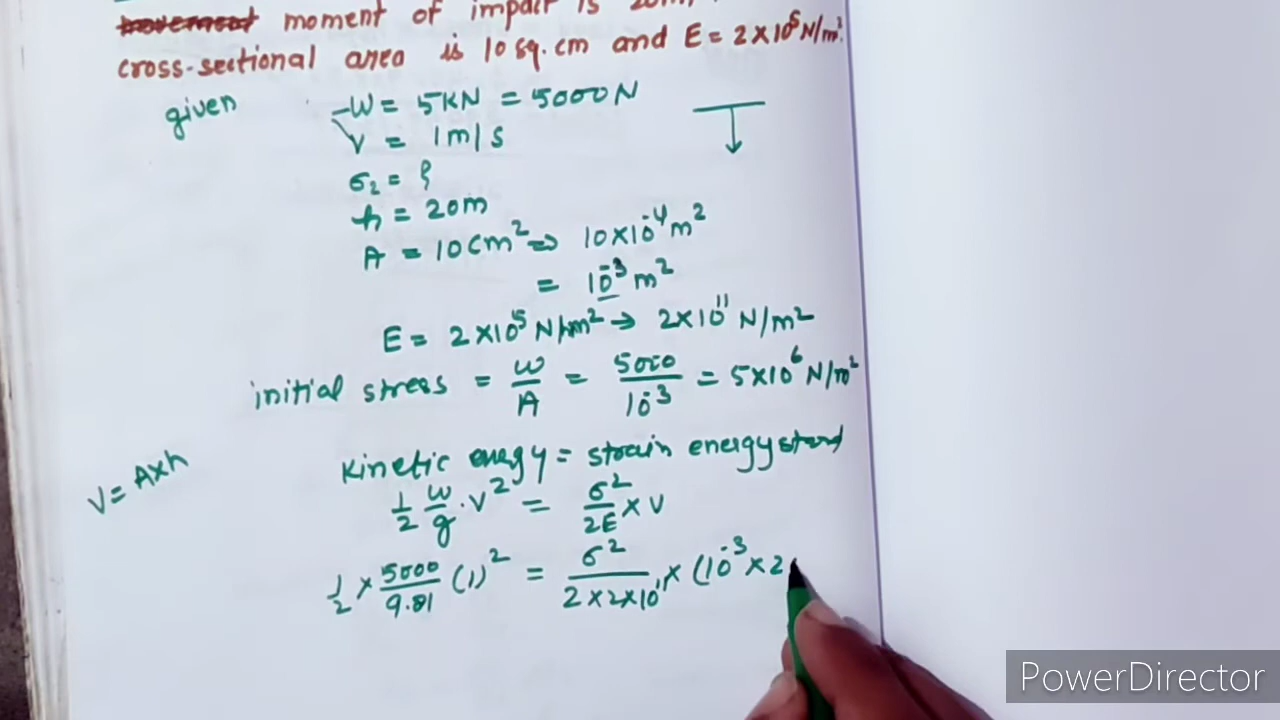 moment of impact is 20m
cross-sectional area is 10 sq.cm and E = 2×10⁵ N/m²
given
W = 5KN = 5000N
V = 1m/s
σ₂ = ?
h = 20m
A = 10cm² ⇒ 10×10⁻⁴m²
= 10⁻³ m²
E = 2×10⁵ N/mm² → 2×10¹¹ N/m²
initial stress = W/A = 5000/10⁻³ = 5×10⁶ N/m²
Kinetic energy = strain energy stored
V = A×h
1/2 W/g · V² = σ²/2E × V
1/2 × 5000/9.81 (1)² = σ²/2×2×10¹¹ × (10⁻³×2
PowerDirector